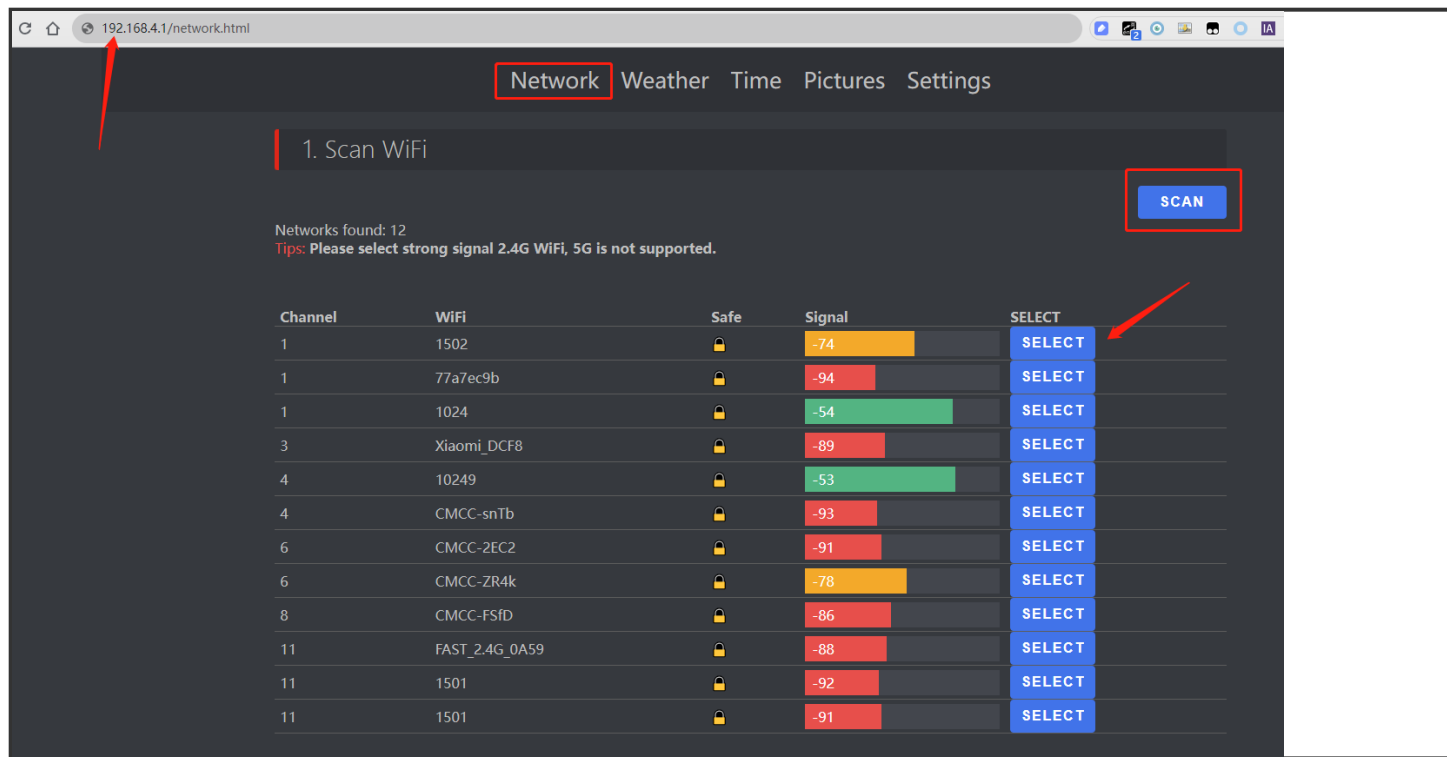 192.168.4.1/network.html
2
IA
Network Weather Time Pictures Settings
1. Scan WiFi
SCAN
Networks found: 12
Tips: Please select strong signal 2.4G WiFi, 5G is not supported.
Channel WiFi Safe Signal SELECT
1 1502 -74 SELECT
1 77a7ec9b -94 SELECT
1 1024 -54 SELECT
3 Xiaomi_DCF8 -89 SELECT
4 10249 -53 SELECT
4 CMCC-snTb -93 SELECT
6 CMCC-2EC2 -91 SELECT
6 CMCC-ZR4k -78 SELECT
8 CMCC-FSfD -86 SELECT
11 FAST_2.4G_0A59 -88 SELECT
11 1501 -92 SELECT
11 1501 -91 SELECT